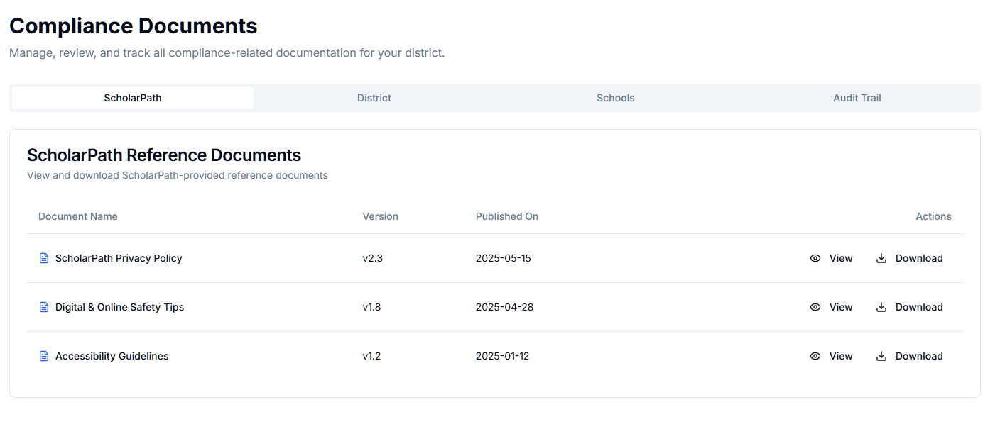 Compliance Documents
Manage, review, and track all compliance-related documentation for your district.
ScholarPath District Schools Audit Trail
ScholarPath Reference Documents
View and download ScholarPath-provided reference documents
Document Name Version Published On Actions
ScholarPath Privacy Policy v2.3 2025-05-15 View Download
Digital & Online Safety Tips v1.8 2025-04-28 View Download
Accessibility Guidelines v1.2 2025-01-12 View Download